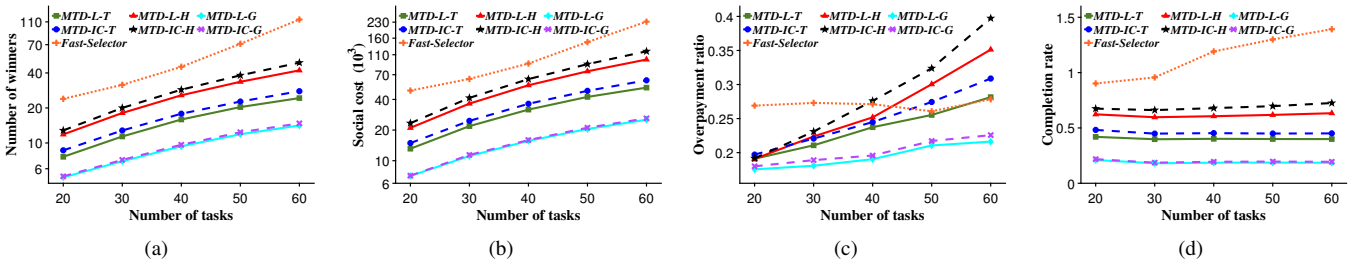 MTD-L-T MTD-L-H MTD-L-G
MTD-IC-T MTD-IC-H MTD-IC-G
Fast-Selector
110
70
40
20
10
6
Number of winners
20 30 40 50 60
Number of tasks
(a)
MTD-L-T MTD-L-H MTD-L-G
MTD-IC-T MTD-IC-H MTD-IC-G
Fast-Selector
230
160
110
70
40
20
10
6
Social cost (10³)
20 30 40 50 60
Number of tasks
(b)
MTD-L-T MTD-L-H MTD-L-G
MTD-IC-T MTD-IC-H MTD-IC-G
Fast-Selector
0.4
0.35
0.3
0.25
0.2
Overpayment ratio
20 30 40 50 60
Number of tasks
(c)
MTD-L-T MTD-L-H MTD-L-G
MTD-IC-T MTD-IC-H MTD-IC-G
Fast-Selector
1.5
1
0.5
0
Completion rate
20 30 40 50 60
Number of tasks
(d)